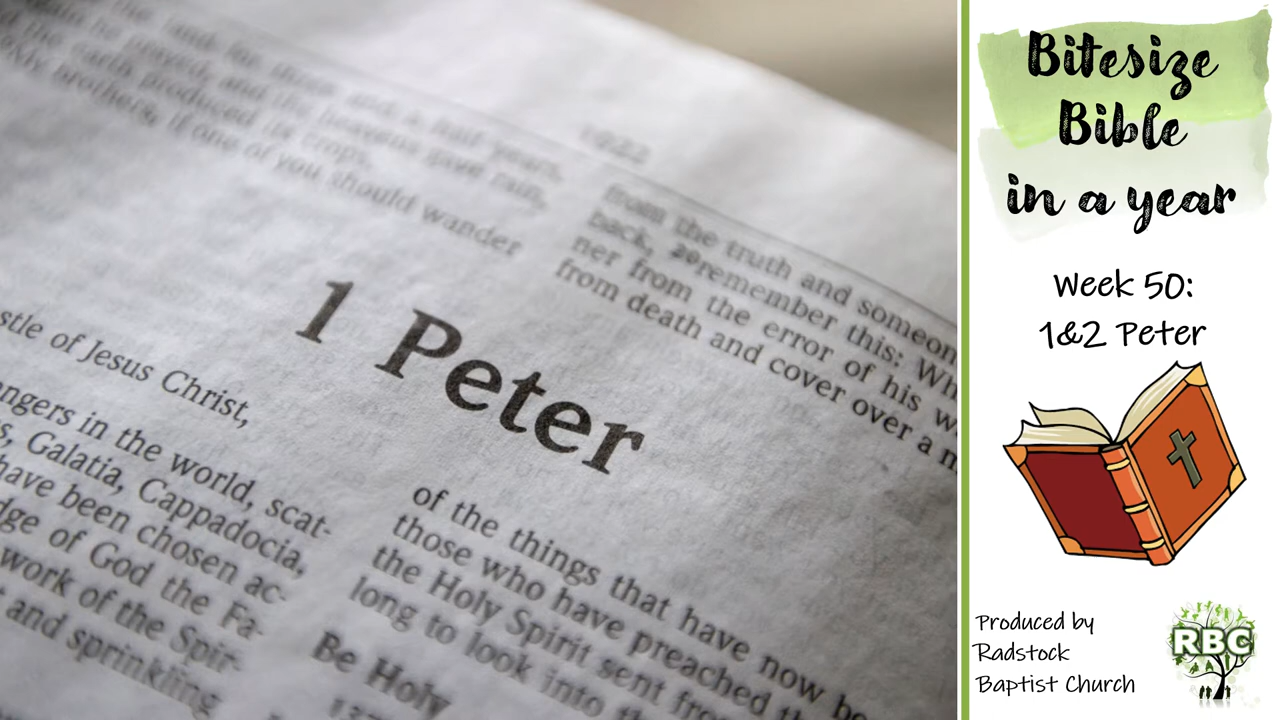 the earth produced its crops.
My brothers, if one of you should wander
1922
from the truth and someone
back, 20remember this: Wh
ner from the error of his w
from death and cover over a m
1 Peter
stle of Jesus Christ,
ngers in the world, scat-
s, Galatia, Cappadocia,
have been chosen ac-
dge of God the Fa-
work of the Spir-
t and sprinkling
of the things that have now be
those who have preached th
the Holy Spirit sent from
long to look into th
Be Holy
Bitesize
Bible
in a year
Week 50:
1&2 Peter
Produced by
Radstock
Baptist Church
RBC